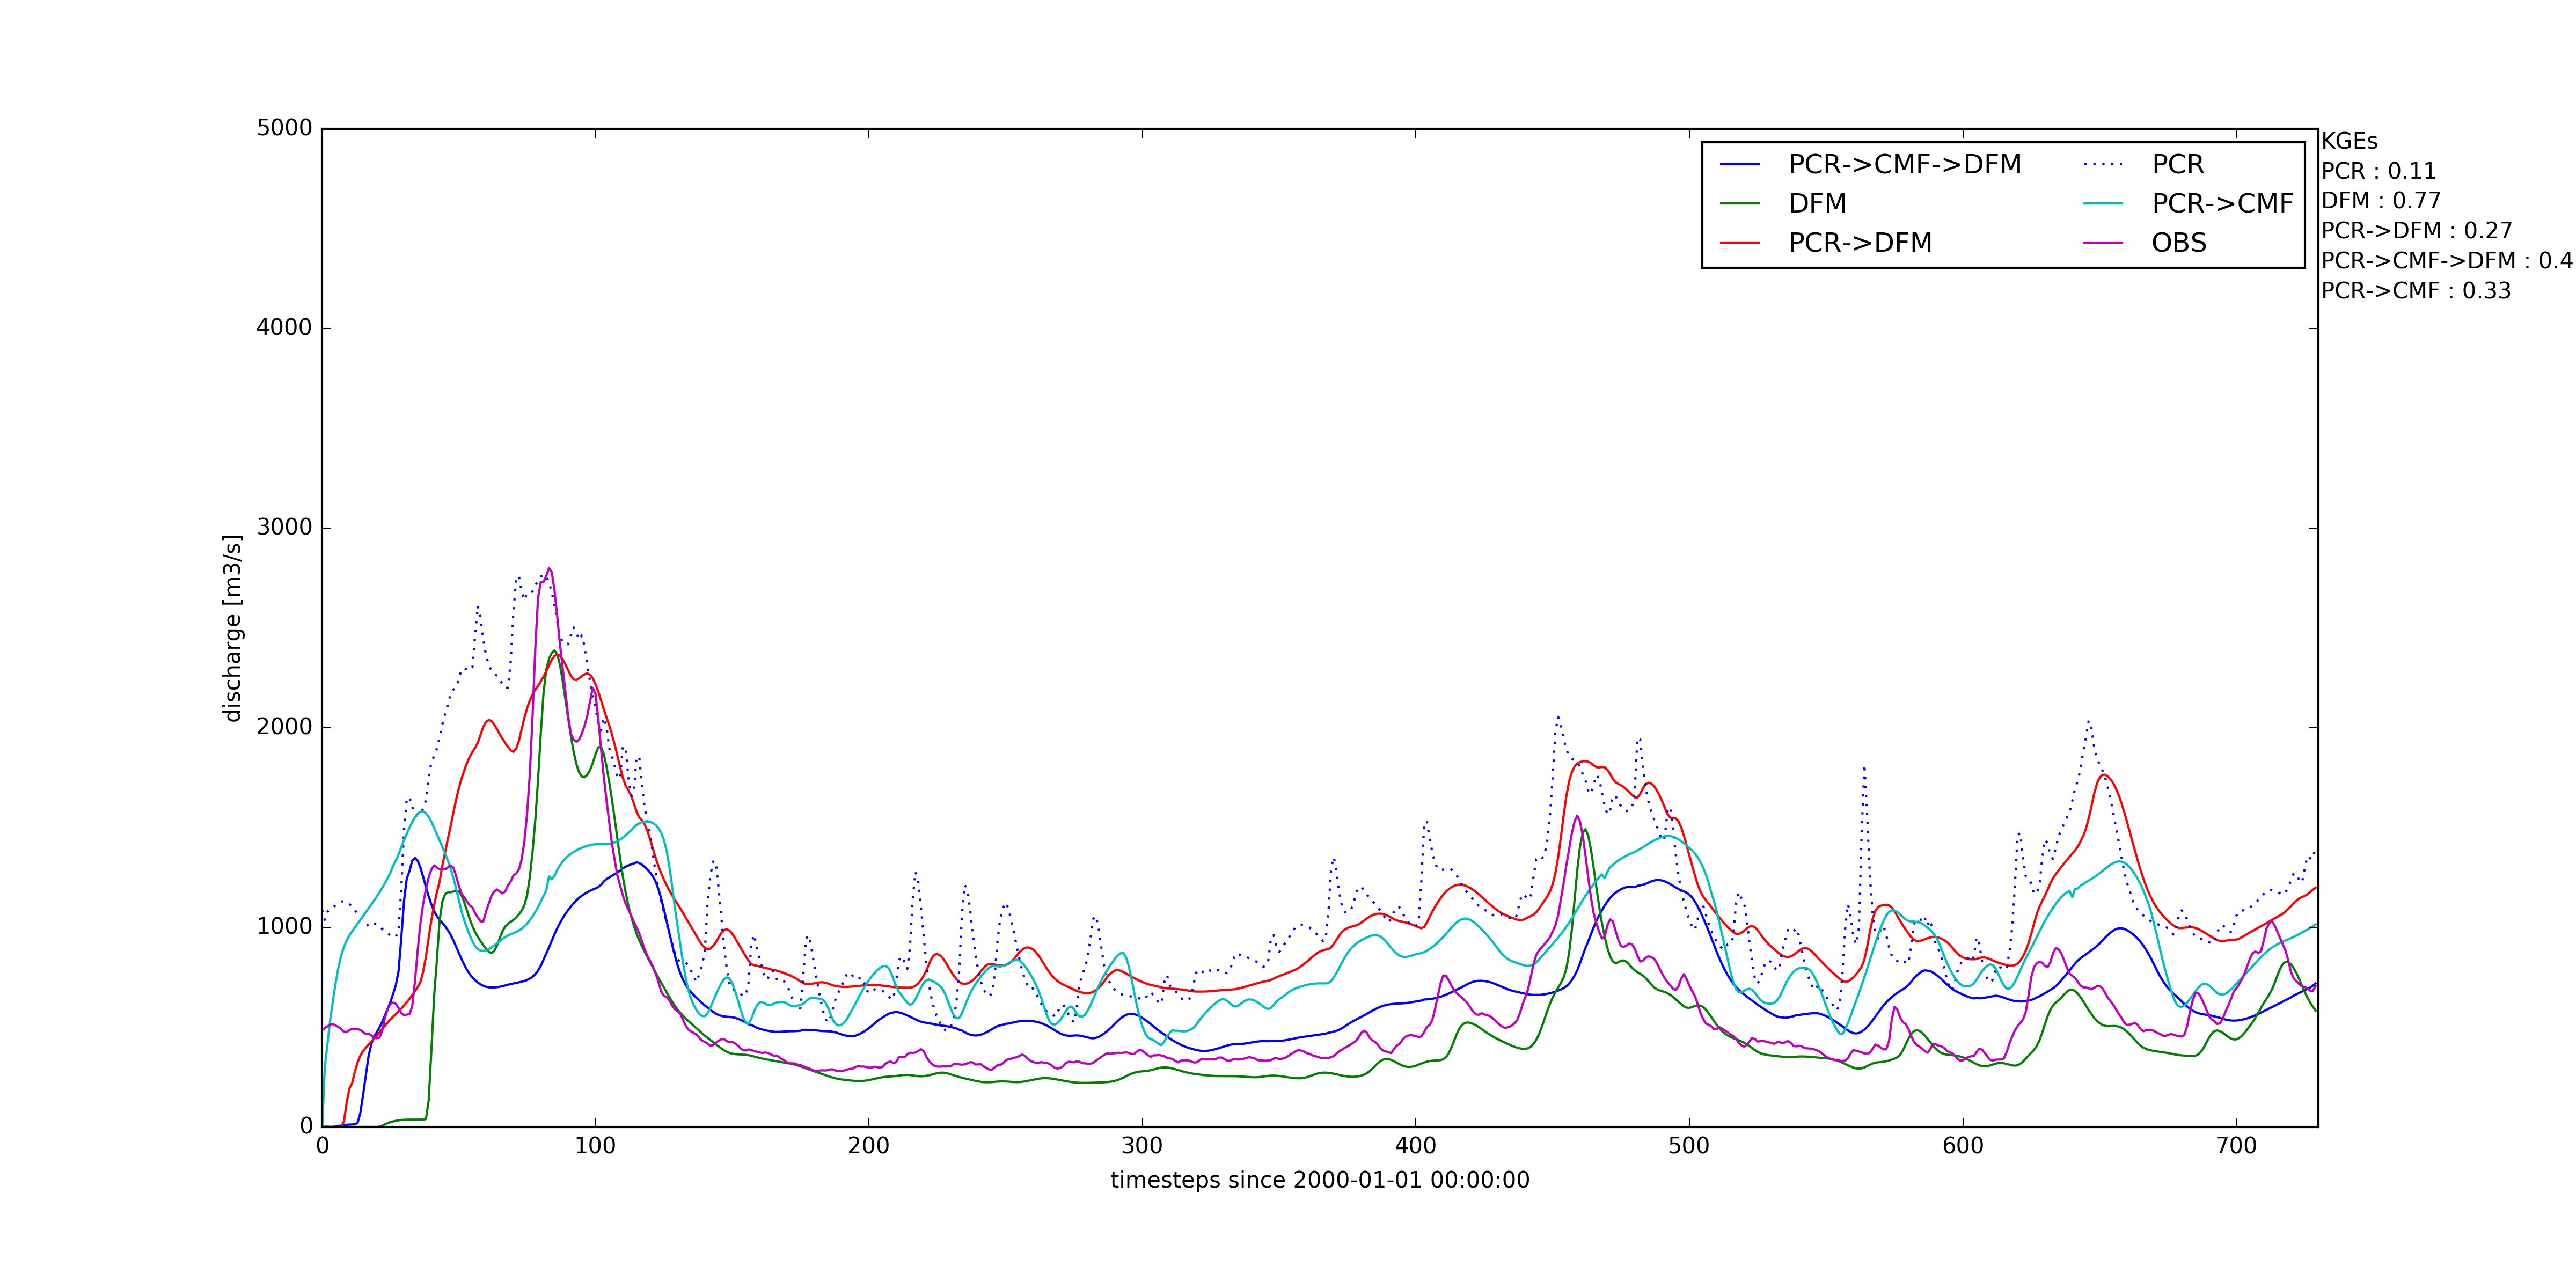 5000
4000
3000
2000
1000
0
discharge [m3/s]
0 100 200 300 400 500 600 700
timesteps since 2000-01-01 00:00:00
PCR->CMF->DFM
DFM
PCR->DFM
PCR
PCR->CMF
OBS
KGEs
PCR : 0.11
DFM : 0.77
PCR->DFM : 0.27
PCR->CMF->DFM : 0.4
PCR->CMF : 0.33